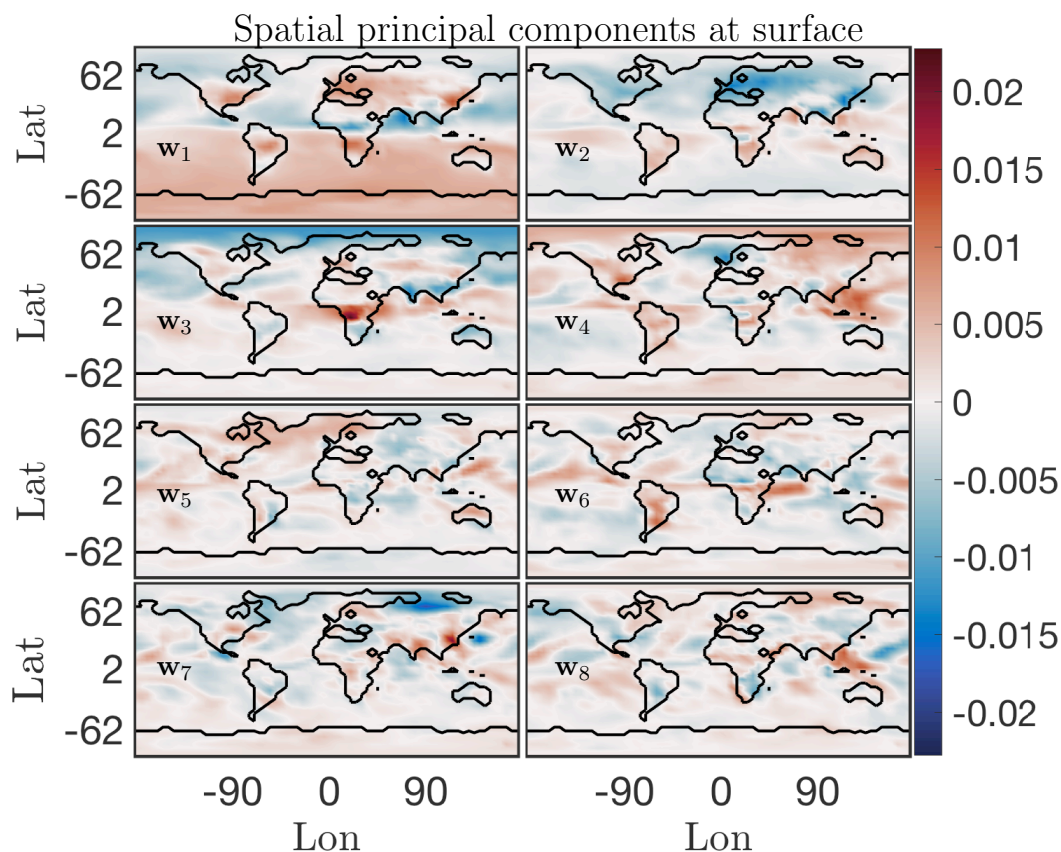 Spatial principal components at surface
Lat
62
2
-62
w1
w2
Lat
62
2
-62
w3
w4
Lat
62
2
-62
w5
w6
Lat
62
2
-62
w7
w8
-90 0 90
-90 0 90
Lon
Lon
0.02
0.015
0.01
0.005
0
-0.005
-0.01
-0.015
-0.02